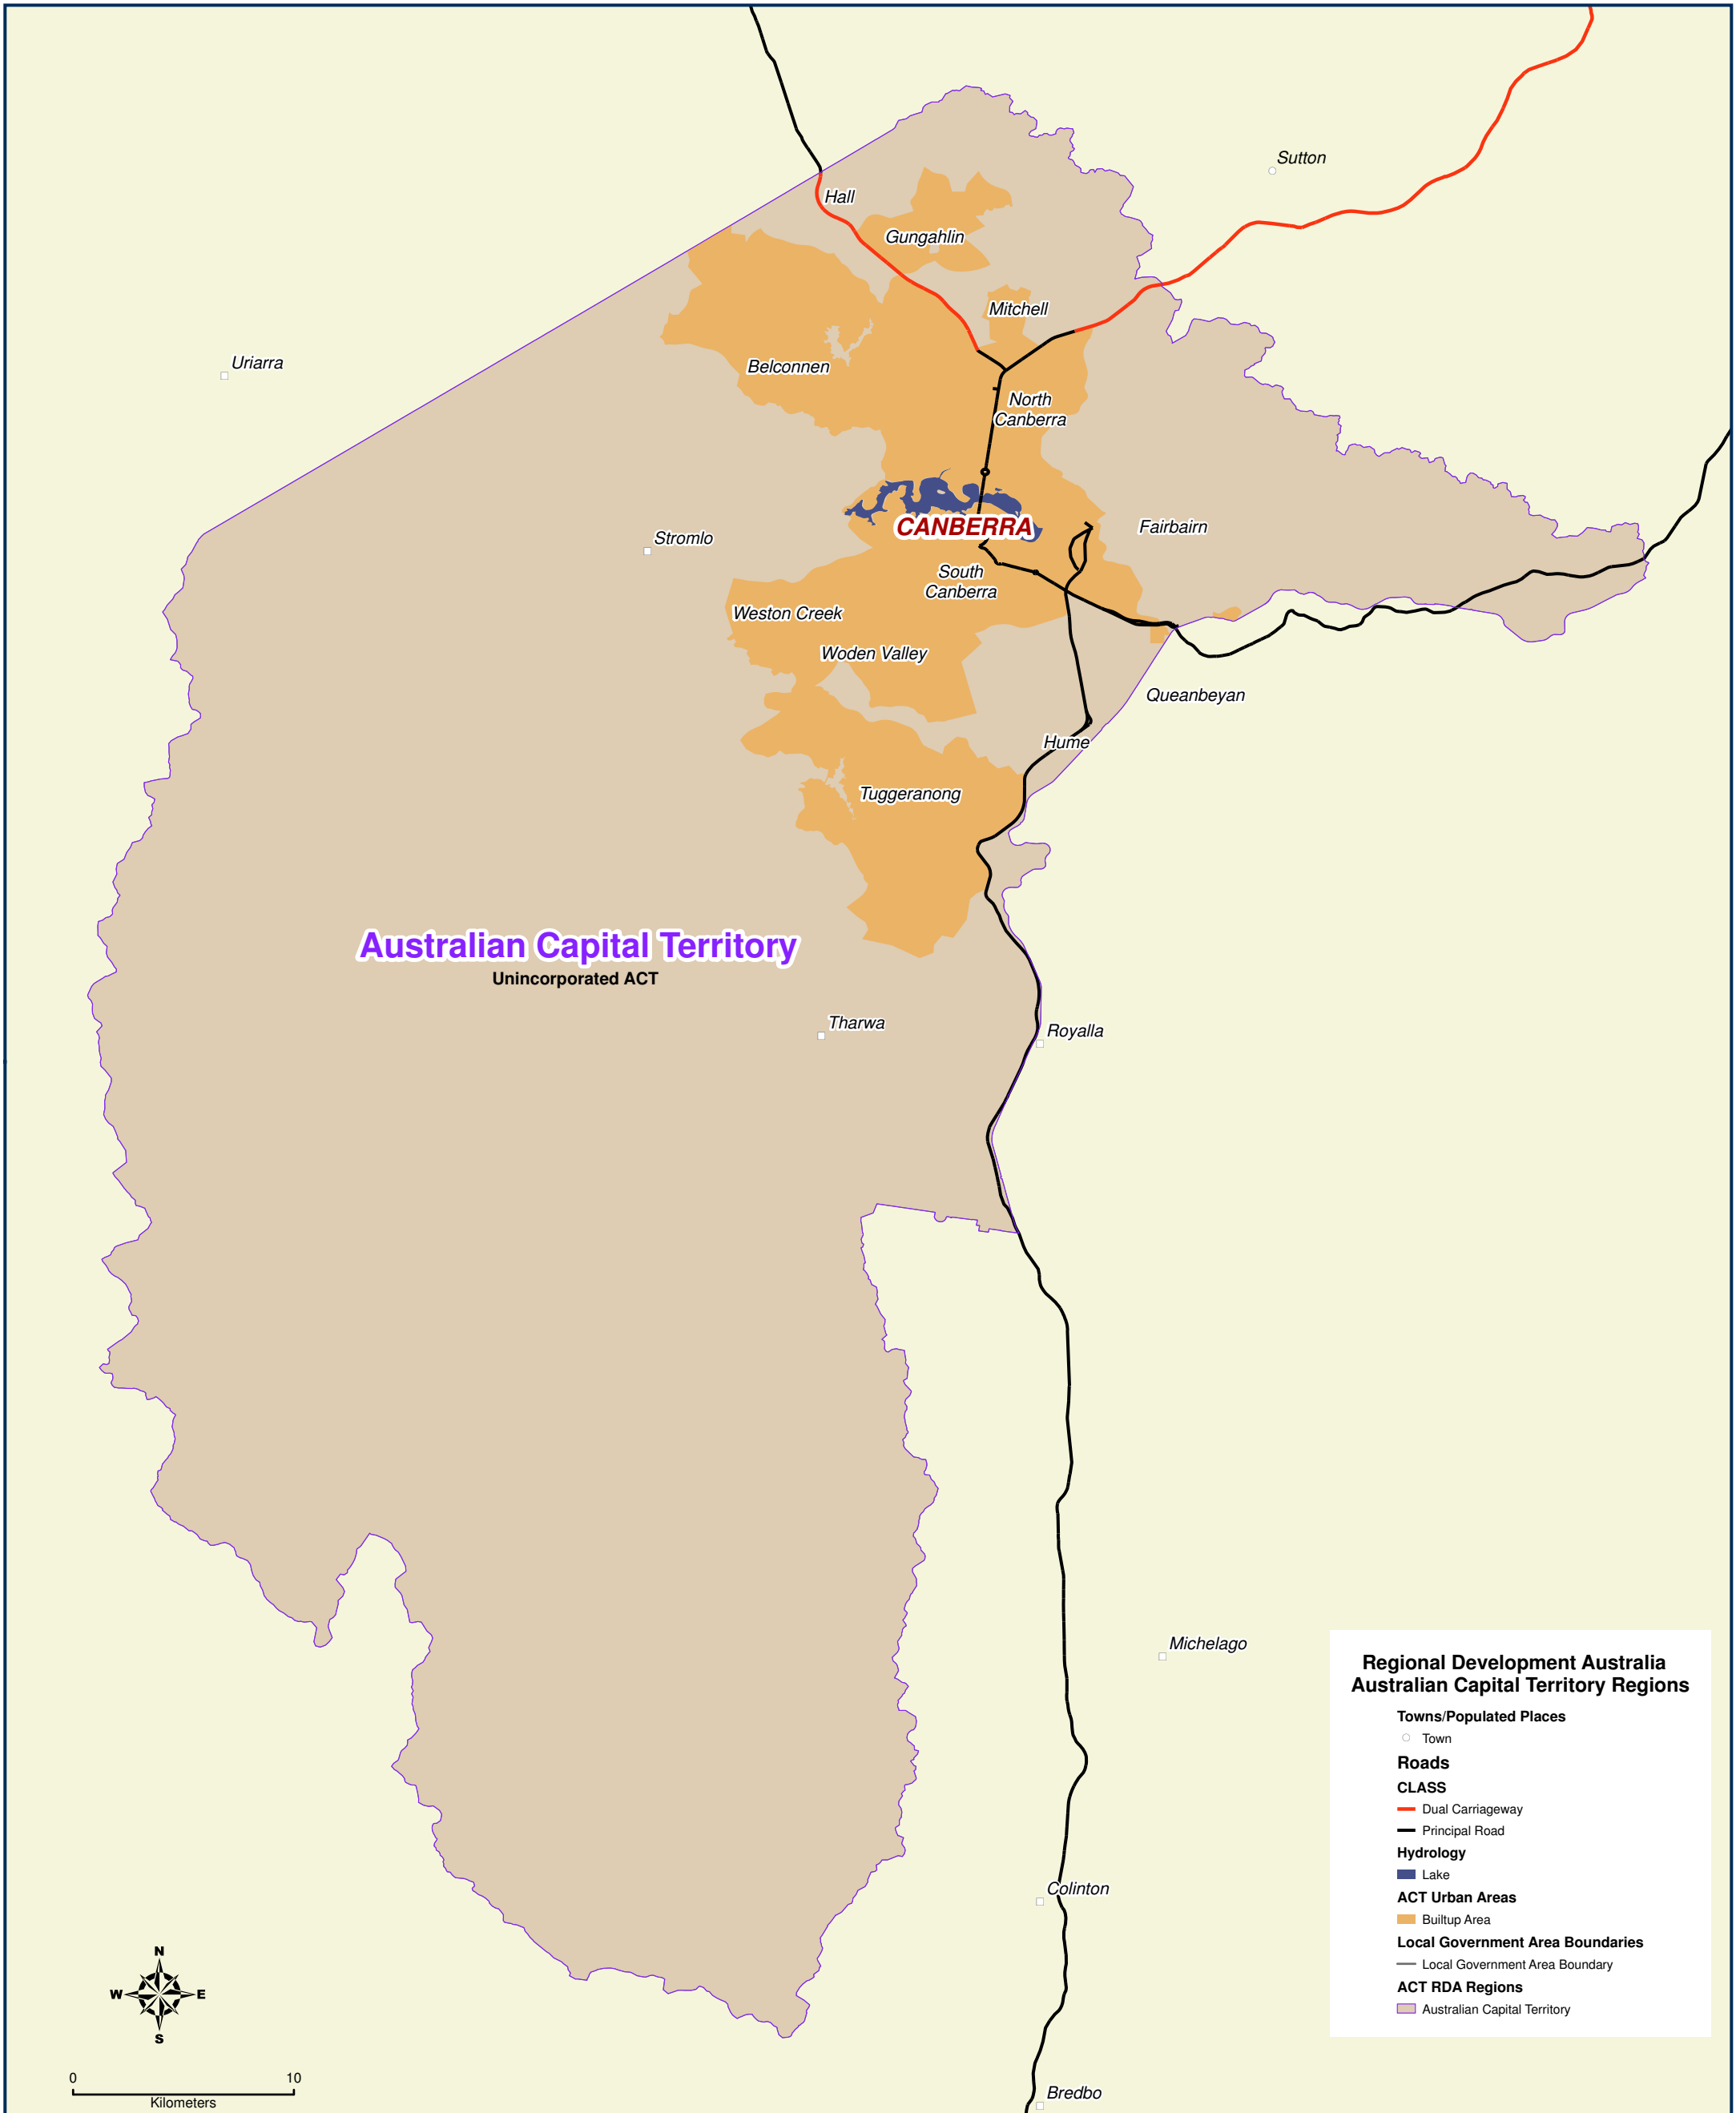 Sutton
Hall
Gungahlin
Mitchell
Uriarra
Belconnen
North
Canberra
CANBERRA
Fairbairn
Stromlo
South
Canberra
Weston Creek
Woden Valley
Queanbeyan
Hume
Tuggeranong
Australian Capital Territory
Unincorporated ACT
Tharwa
Royalla
Michelago
Colinton
Bredbo
Regional Development Australia
Australian Capital Territory Regions
Towns/Populated Places
Town
Roads
CLASS
Dual Carriageway
Principal Road
Hydrology
Lake
ACT Urban Areas
Builtup Area
Local Government Area Boundaries
Local Government Area Boundary
ACT RDA Regions
Australian Capital Territory
N
W E
S
0 10
Kilometers